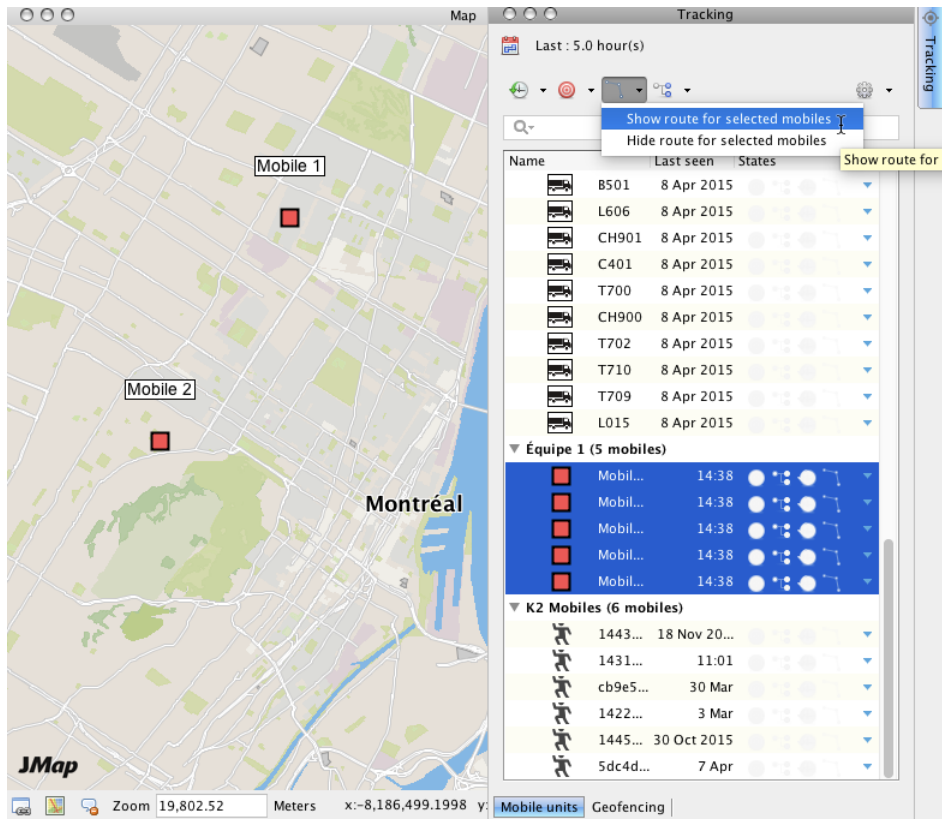 Map
Mobile 1
Mobile 2
Montréal
JMap
Zoom 19,802.52 Meters x:-8,186,499.1998 y:
Tracking
Last : 5.0 hour(s)
Show route for selected mobiles
Hide route for selected mobiles
Show route for
Name Last seen States
B501 8 Apr 2015
L606 8 Apr 2015
CH901 8 Apr 2015
C401 8 Apr 2015
T700 8 Apr 2015
CH900 8 Apr 2015
T702 8 Apr 2015
T710 8 Apr 2015
T709 8 Apr 2015
L015 8 Apr 2015
Équipe 1 (5 mobiles)
Mobil... 14:38
Mobil... 14:38
Mobil... 14:38
Mobil... 14:38
Mobil... 14:38
K2 Mobiles (6 mobiles)
1443... 18 Nov 20...
1431... 11:01
cb9e5... 30 Mar
1422... 3 Mar
1445... 30 Oct 2015
5dc4d... 7 Apr
Mobile units Geofencing
Tracking